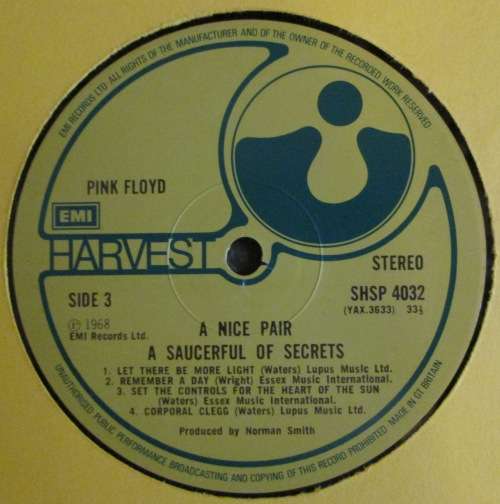 EMI RECORDS LTD. ALL RIGHTS OF THE MANUFACTURER AND OF THE OWNER OF THE RECORDED WORK RESERVED
PINK FLOYD
EMI
HARVEST
STEREO
SIDE 3
SHSP 4032
(YAX.3633) 33⅓
Ⓟ 1968
EMI Records Ltd.
A NICE PAIR
A SAUCERFUL OF SECRETS
1. LET THERE BE MORE LIGHT (Waters) Lupus Music Ltd.
2. REMEMBER A DAY (Wright) Essex Music International.
3. SET THE CONTROLS FOR THE HEART OF THE SUN
(Waters) Essex Music International.
4. CORPORAL CLEGG (Waters) Lupus Music Ltd.
Produced by Norman Smith
UNAUTHORISED PUBLIC PERFORMANCE BROADCASTING AND COPYING OF THIS RECORD PROHIBITED MADE IN GT BRITAIN